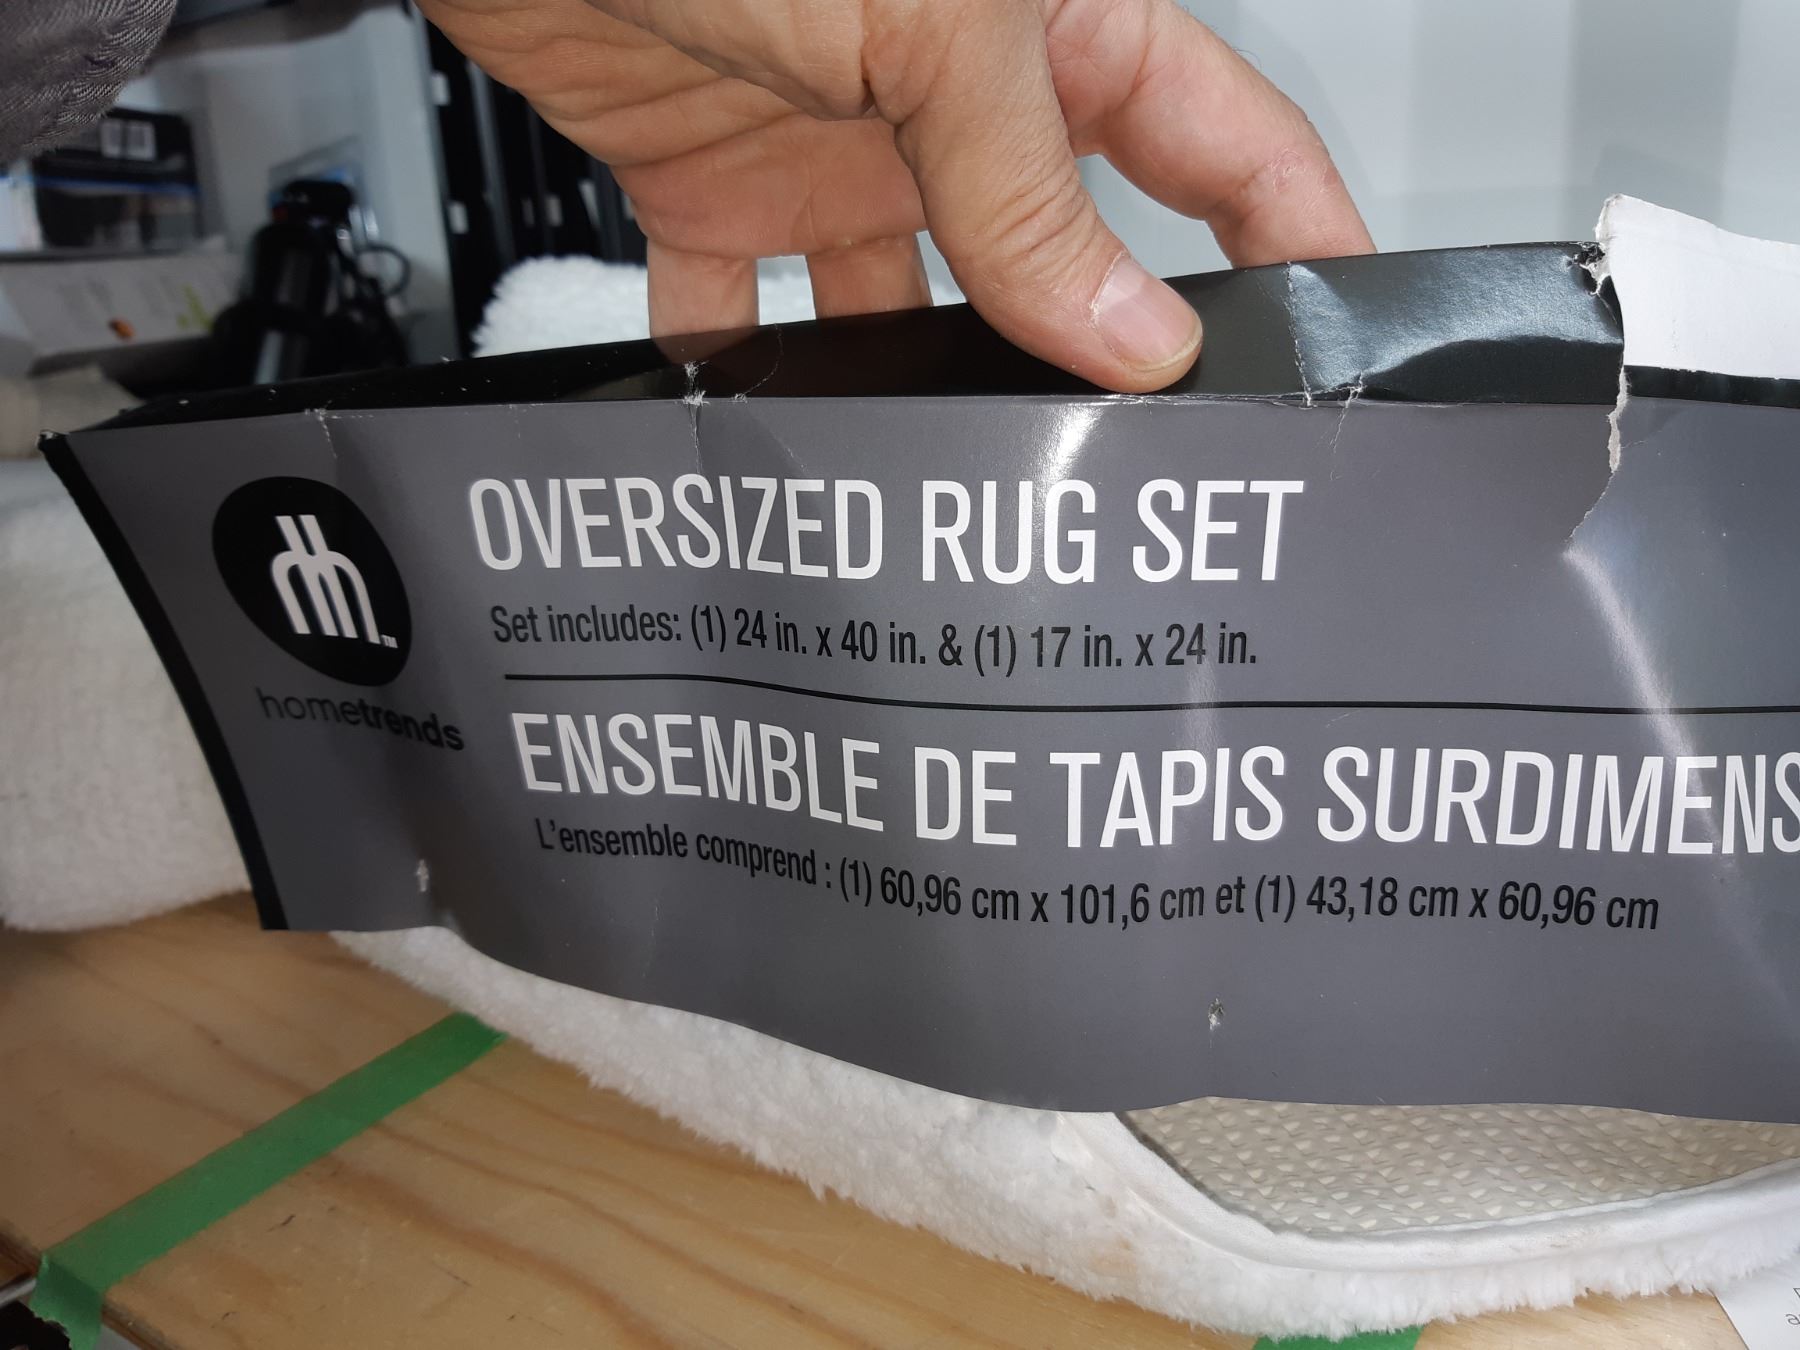 OVERSIZED RUG SET
Set includes: (1) 24 in. x 40 in. & (1) 17 in. x 24 in.
TM
hometrends
ENSEMBLE DE TAPIS SURDIMENS
L'ensemble comprend : (1) 60,96 cm x 101,6 cm et (1) 43,18 cm x 60,96 cm